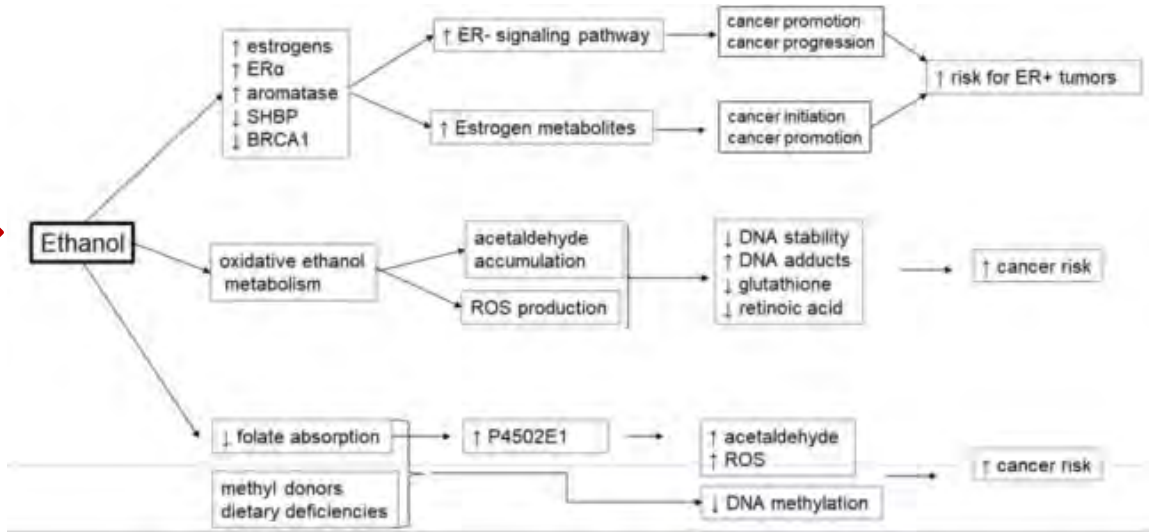 ↑ estrogens
↑ ERα
↑ aromatase
↓ SHBP
↓ BRCA1
↑ ER- signaling pathway
cancer promotion
cancer progression
↑ risk for ER+ tumors
↑ Estrogen metabolites
cancer initiation
cancer promotion
Ethanol
oxidative ethanol
metabolism
acetaldehyde
accumulation
ROS production
↓ DNA stability
↑ DNA adducts
↓ glutathione
↓ retinoic acid
↑ cancer risk
↓ folate absorption
↑ P4502E1
↑ acetaldehyde
↑ ROS
↑ cancer risk
methyl donors
dietary deficiencies
↓ DNA methylation